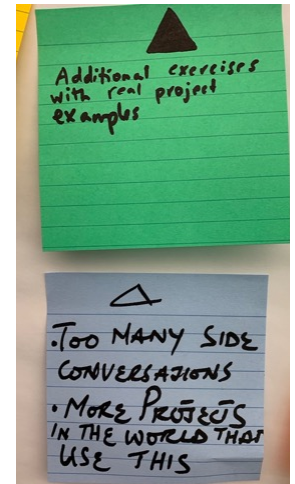 Additional exercises
with real project
examples
.Too MANY SIDE
CONVERSATIONS
• MORE PROJECTS
IN THE WORLD THAT
USE THIS